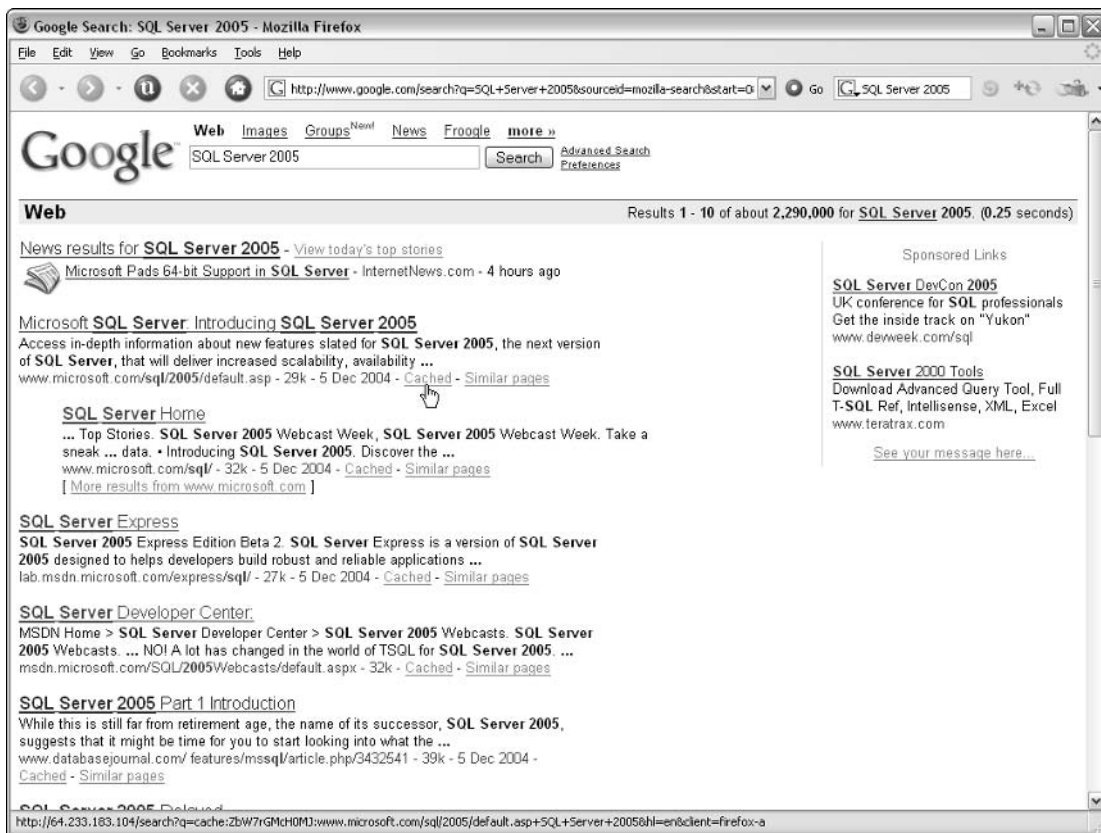 Google Search: SQL Server 2005 - Mozilla Firefox
File Edit View Go Bookmarks Tools Help
http://www.google.com/search?q=SQL+Server+2005&sourceid=mozilla-search&start=0 Go SQL Server 2005
Web Images Groups New! News Froogle more »
Google™ SQL Server 2005 Search Advanced Search
Preferences
Web Results 1 - 10 of about 2,290,000 for SQL Server 2005. (0.25 seconds)
News results for SQL Server 2005 - View today's top stories
Microsoft Pads 64-bit Support in SQL Server - InternetNews.com - 4 hours ago
Microsoft SQL Server: Introducing SQL Server 2005
Access in-depth information about new features slated for SQL Server 2005, the next version
of SQL Server, that will deliver increased scalability, availability ...
www.microsoft.com/sql/2005/default.asp - 29k - 5 Dec 2004 - Cached - Similar pages
SQL Server Home
... Top Stories. SQL Server 2005 Webcast Week, SQL Server 2005 Webcast Week. Take a
sneak ... data. • Introducing SQL Server 2005. Discover the ...
www.microsoft.com/sql/ - 32k - 5 Dec 2004 - Cached - Similar pages
[ More results from www.microsoft.com ]
SQL Server Express
SQL Server 2005 Express Edition Beta 2. SQL Server Express is a version of SQL Server
2005 designed to helps developers build robust and reliable applications ...
lab.msdn.microsoft.com/express/sql/ - 27k - 5 Dec 2004 - Cached - Similar pages
SQL Server Developer Center:
MSDN Home > SQL Server Developer Center > SQL Server 2005 Webcasts. SQL Server
2005 Webcasts. ... NO! A lot has changed in the world of TSQL for SQL Server 2005. ...
msdn.microsoft.com/SQL/2005Webcasts/default.aspx - 32k - Cached - Similar pages
SQL Server 2005 Part 1 Introduction
While this is still far from retirement age, the name of its successor, SQL Server 2005,
suggests that it might be time for you to start looking into what the ...
www.databasejournal.com/ features/mssql/article.php/3432541 - 39k - 5 Dec 2004 -
Cached - Similar pages
SQL Server 2005 Delayed
Sponsored Links
SQL Server DevCon 2005
UK conference for SQL professionals
Get the inside track on "Yukon"
www.devweek.com/sql
SQL Server 2000 Tools
Download Advanced Query Tool, Full
T-SQL Ref, Intellisense, XML, Excel
www.teratrax.com
See your message here...
http://64.233.183.104/search?q=cache:ZbW7rGMcH0MJ:www.microsoft.com/sql/2005/default.asp+SQL+Server+2005&hl=en&client=firefox-a